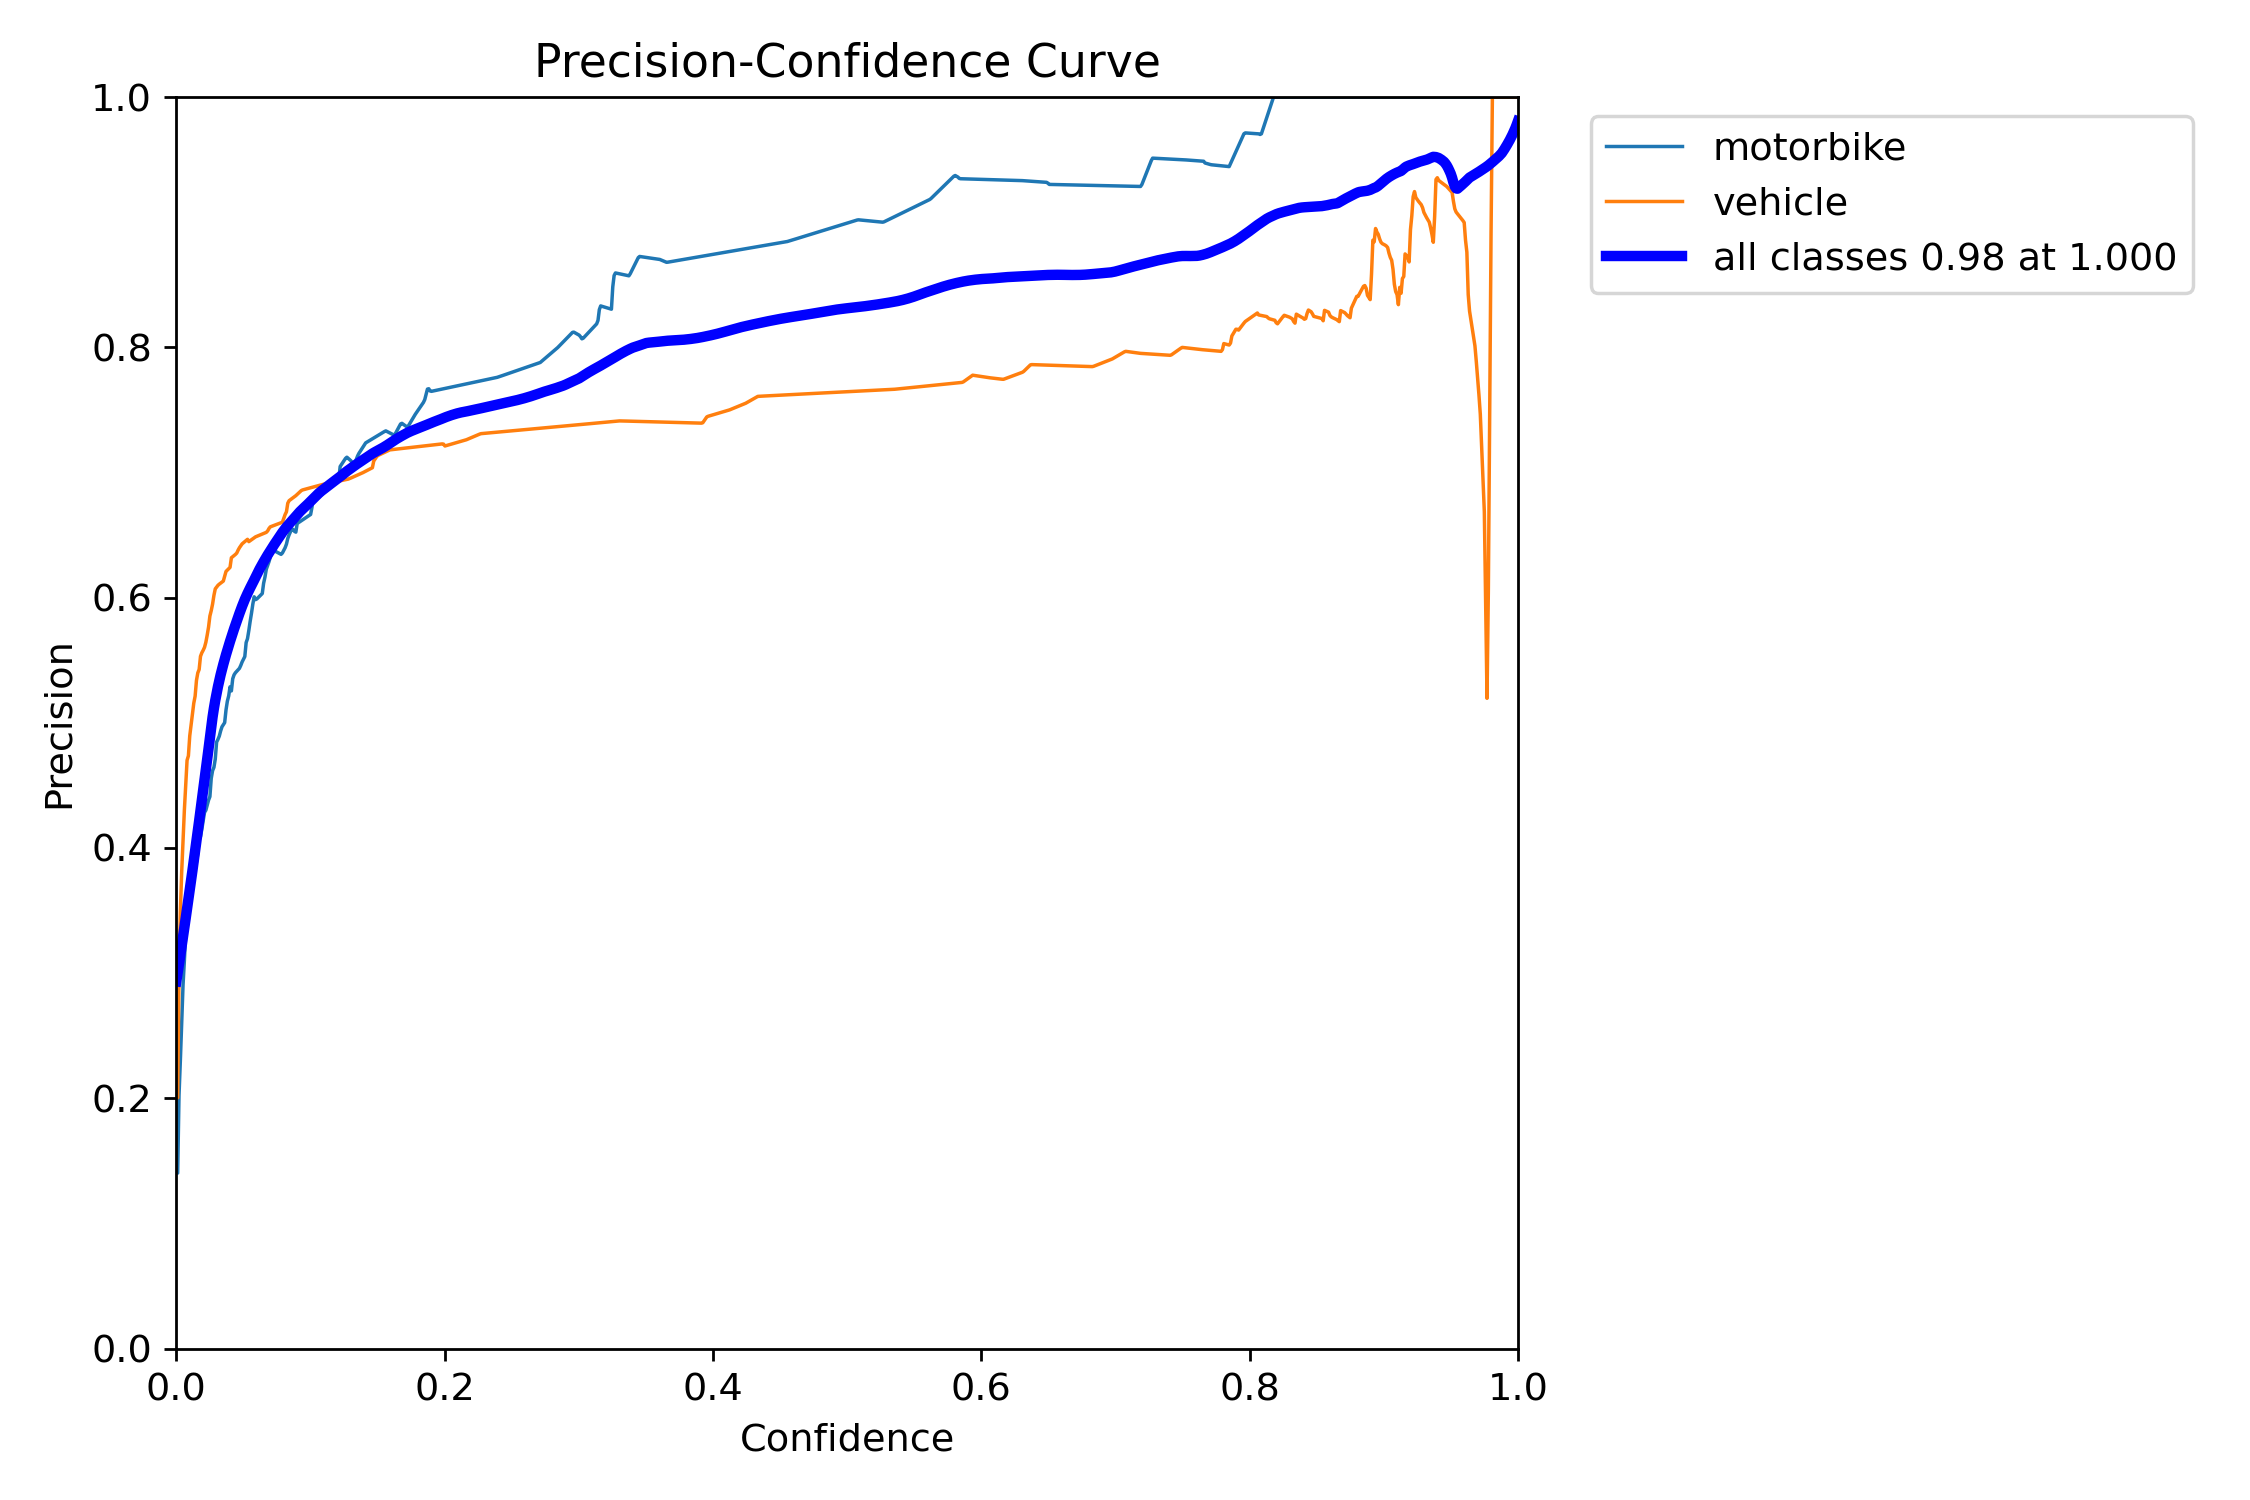 Precision-Confidence Curve
1.0
0.8
0.6
0.4
0.2
0.0
Precision
0.0 0.2 0.4 0.6 0.8 1.0
Confidence
motorbike
vehicle
all classes 0.98 at 1.000